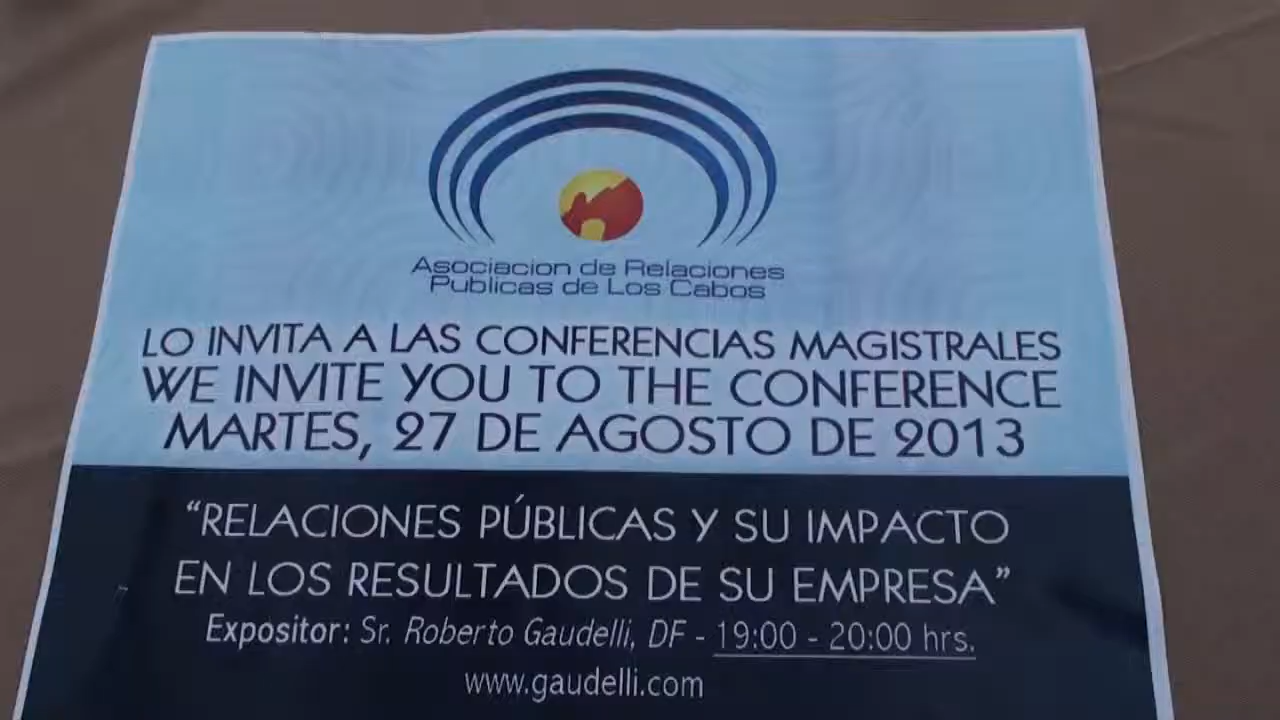 Asociacion de Relaciones
Publicas de Los Cabos
LO INVITA A LAS CONFERENCIAS MAGISTRALES
WE INVITE YOU TO THE CONFERENCE
MARTES, 27 DE AGOSTO DE 2013
“RELACIONES PÚBLICAS Y SU IMPACTO
EN LOS RESULTADOS DE SU EMPRESA”
Expositor: Sr. Roberto Gaudelli, DF - 19:00 - 20:00 hrs.
www.gaudelli.com